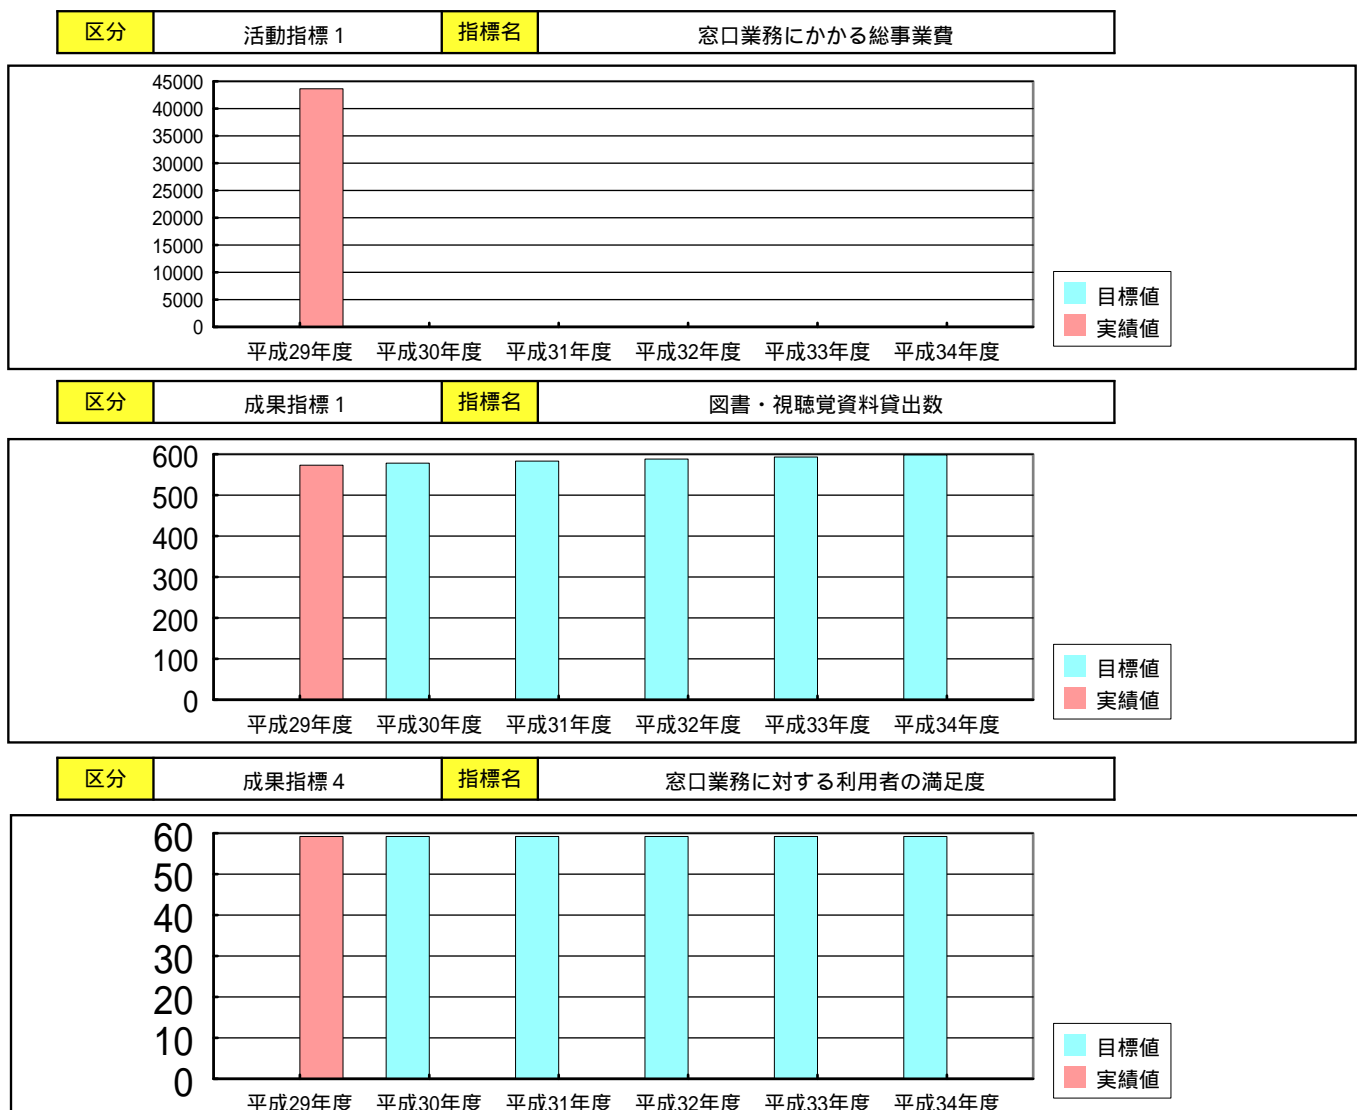 区分 活動指標1 指標名 窓口業務にかかる総事業費
45000
40000
35000
30000
25000
20000
15000
10000
5000
0
平成29年度 平成30年度 平成31年度 平成32年度 平成33年度 平成34年度
目標値
実績値
区分 成果指標1 指標名 図書・視聴覚資料貸出数
600
500
400
300
200
100
0
平成29年度 平成30年度 平成31年度 平成32年度 平成33年度 平成34年度
目標値
実績値
区分 成果指標4 指標名 窓口業務に対する利用者の満足度
60
50
40
30
20
10
0
平成29年度 平成30年度 平成31年度 平成32年度 平成33年度 平成34年度
目標値
実績値